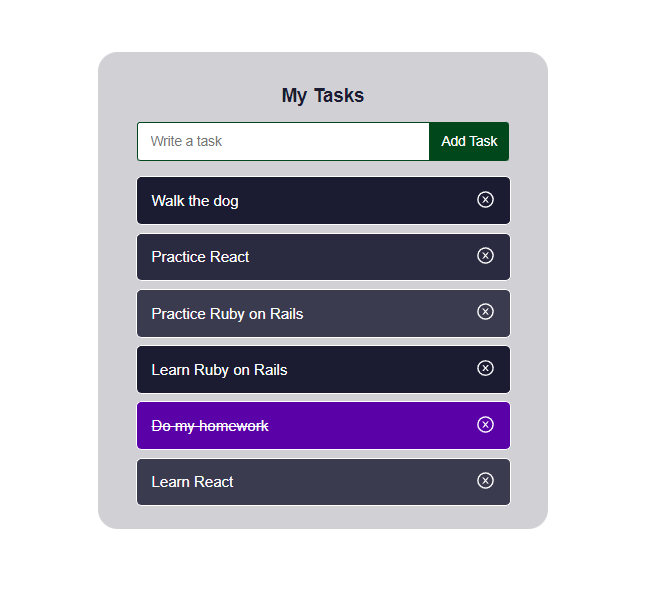 My Tasks
Write a task Add Task
Walk the dog
Practice React
Practice Ruby on Rails
Learn Ruby on Rails
Do my homework
Learn React